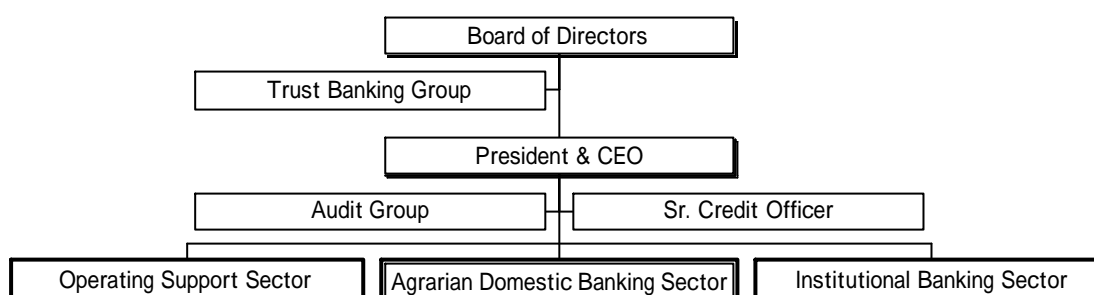 Board of Directors
Trust Banking Group
President & CEO
Audit Group
Sr. Credit Officer
Operating Support Sector
Agrarian Domestic Banking Sector
Institutional Banking Sector